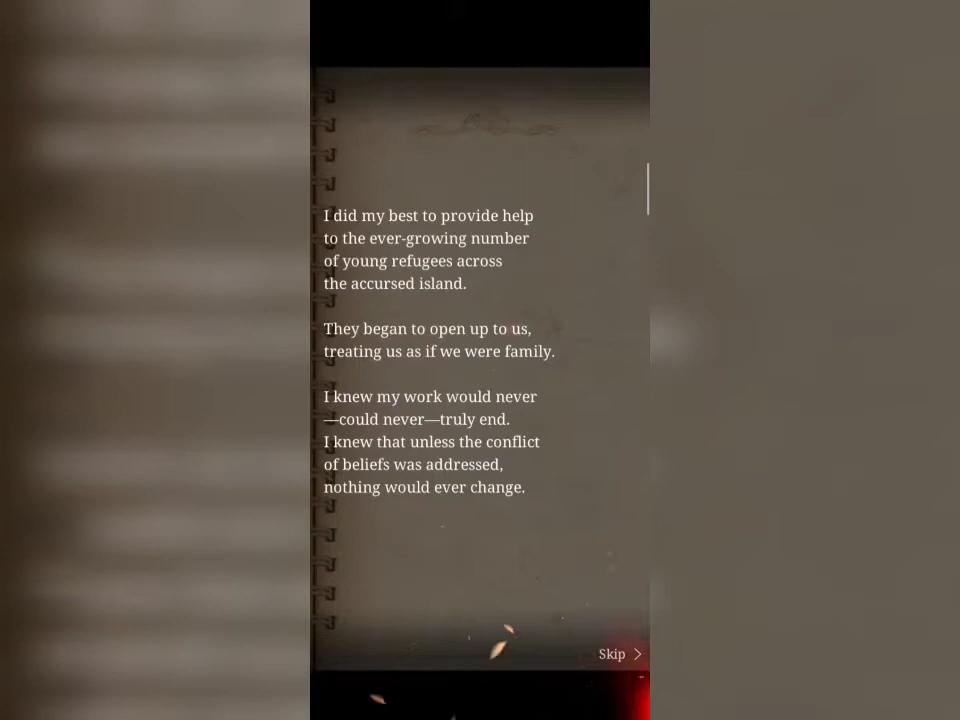 I did my best to provide help
to the ever-growing number
of young refugees across
the accursed island.
They began to open up to us,
treating us as if we were family.
I knew my work would never
—could never—truly end.
I knew that unless the conflict
of beliefs was addressed,
nothing would ever change.
Skip